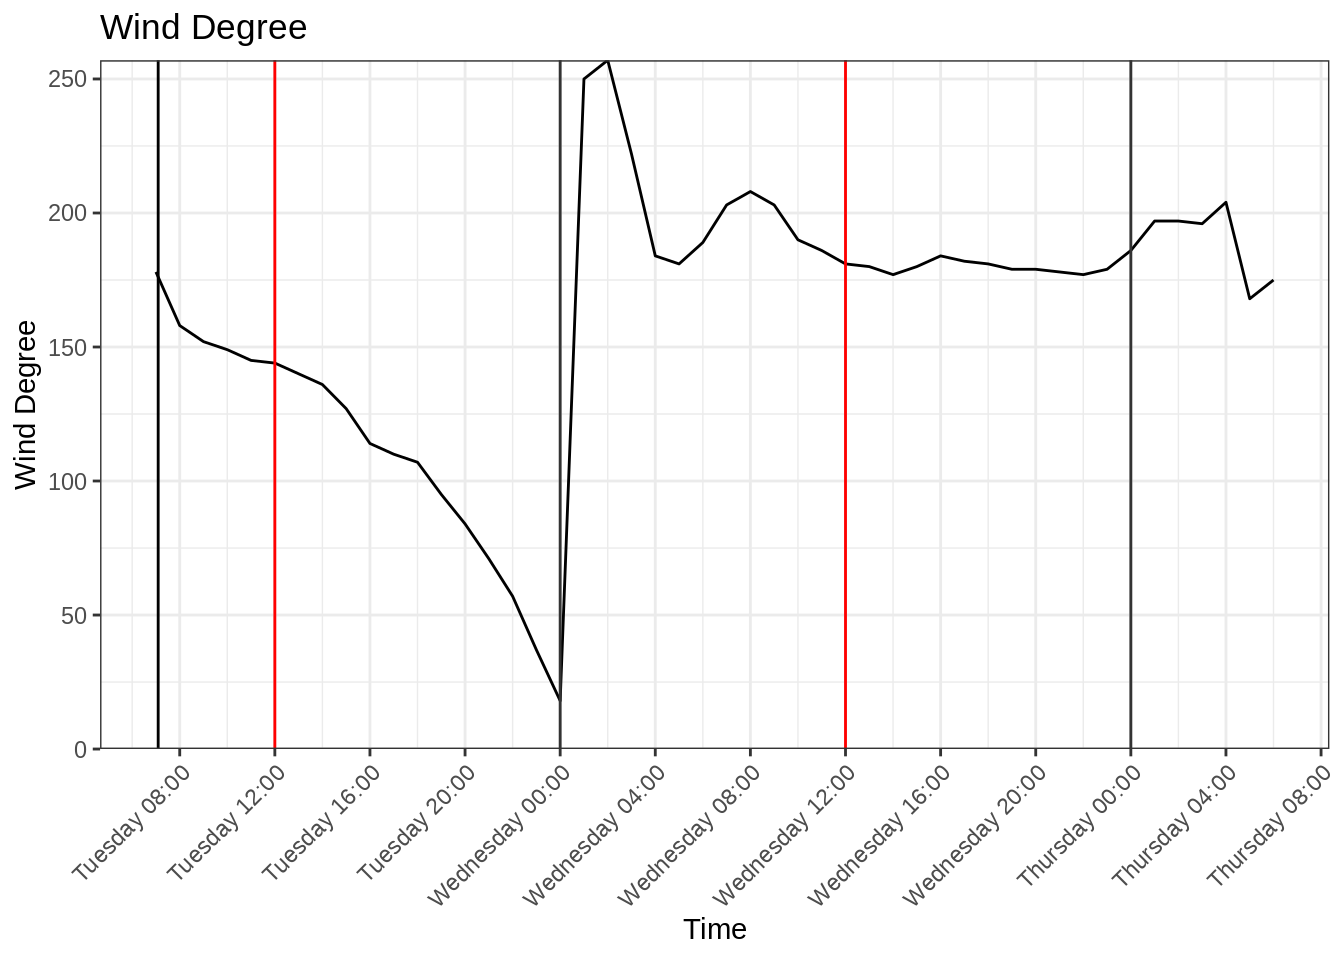 Wind Degree
Wind Degree
250
200
150
100
50
0
Tuesday 08:00
Tuesday 12:00
Tuesday 16:00
Tuesday 20:00
Wednesday 00:00
Wednesday 04:00
Wednesday 08:00
Wednesday 12:00
Wednesday 16:00
Wednesday 20:00
Thursday 00:00
Thursday 04:00
Thursday 08:00
Time